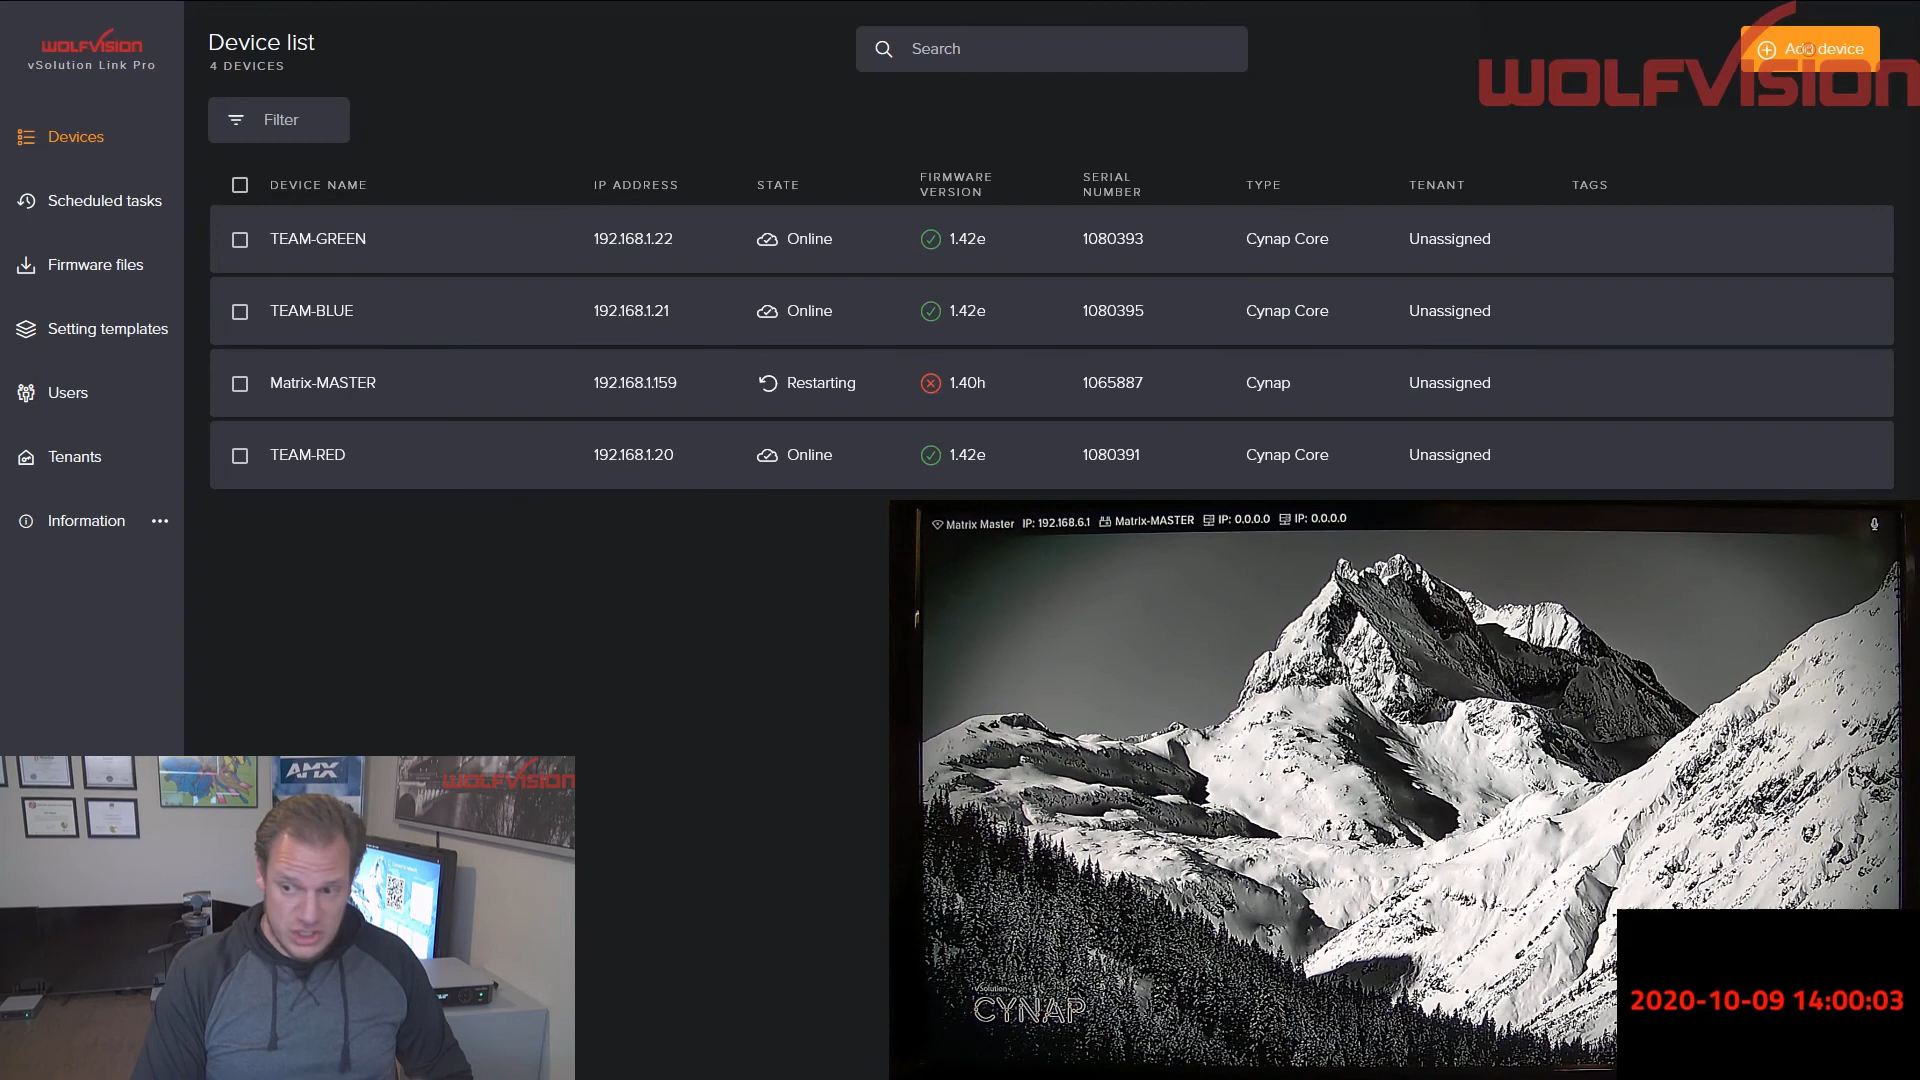 WOLFVISION
vSolution Link Pro
Devices
Scheduled tasks
Firmware files
Setting templates
Users
Tenants
Information
Device list
4 DEVICES
Search
Add device
WOLFVISION
Filter
DEVICE NAME IP ADDRESS STATE FIRMWARE VERSION SERIAL NUMBER TYPE TENANT TAGS
TEAM-GREEN 192.168.1.22 Online 1.42e 1080393 Cynap Core Unassigned
TEAM-BLUE 192.168.1.21 Online 1.42e 1080395 Cynap Core Unassigned
Matrix-MASTER 192.168.1.159 Restarting 1.40h 1065887 Cynap Unassigned
TEAM-RED 192.168.1.20 Online 1.42e 1080391 Cynap Core Unassigned
Matrix Master IP: 192.168.6.1 Matrix-MASTER IP: 0.0.0.0 IP: 0.0.0.0
vSolution
CYNAP
2020-10-09 14:00:03
AMX
WOLFVISION